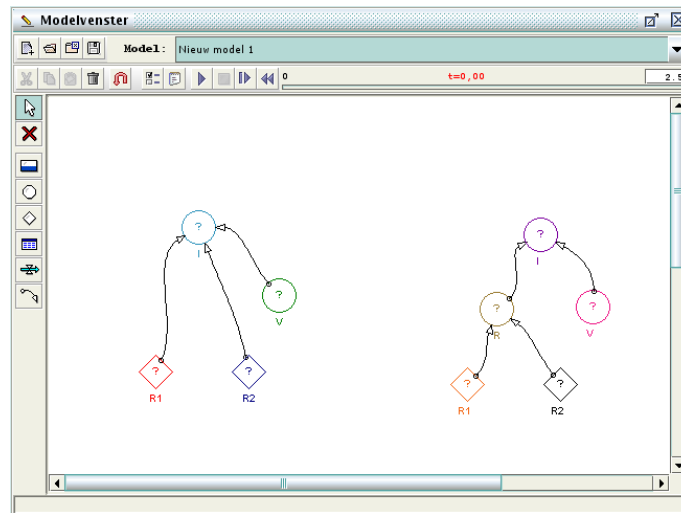 Modelvenster
Model: Nieuw model 1
0 t=0,00 2.5
? ?
I I
? ?
V V
?
R
? ? ? ?
R1 R2 R1 R2